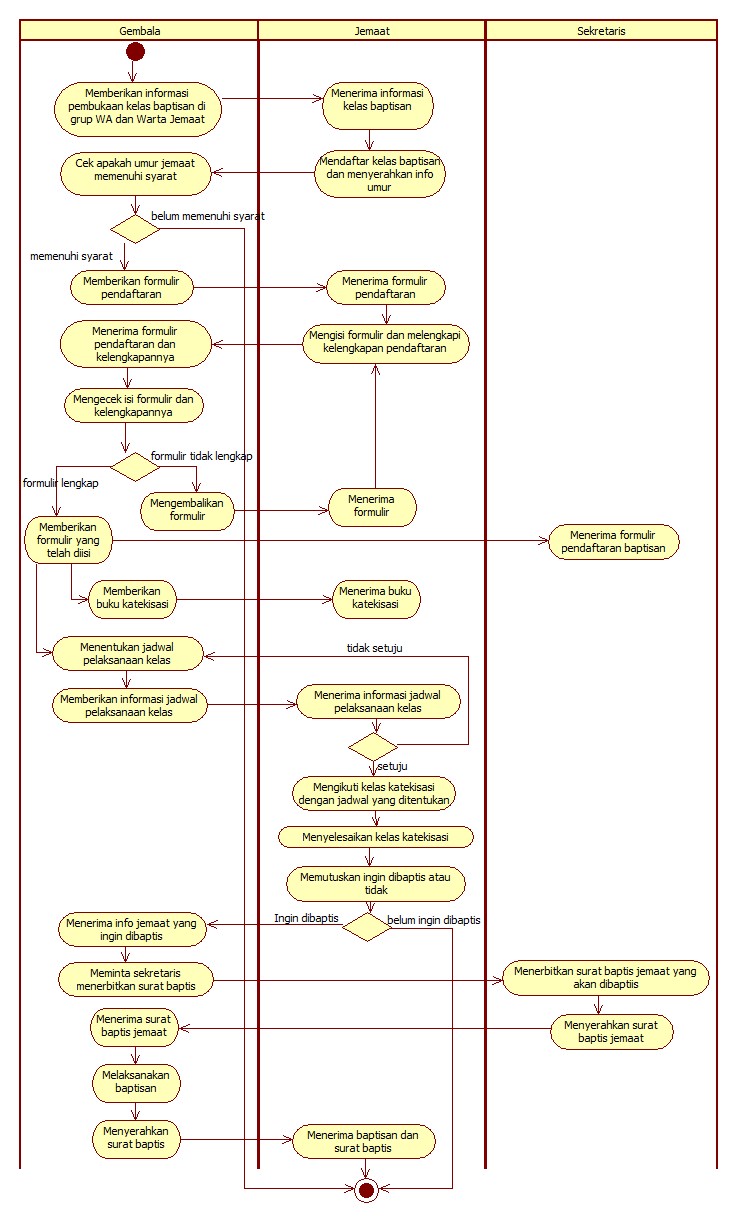 Gembala
Jemaat
Sekretaris
Memberikan informasi
pembukaan kelas baptisan di
grup WA dan Warta Jemaat
Menerima informasi
kelas baptisan
Mendaftar kelas baptisan
dan menyerahkan info
umur
Cek apakah umur jemaat
memenuhi syarat
belum memenuhi syarat
memenuhi syarat
Memberikan formulir
pendaftaran
Menerima formulir
pendaftaran
Mengisi formulir dan melengkapi
kelengkapan pendaftaran
Menerima formulir
pendaftaran dan
kelengkapannya
Mengecek isi formulir dan
kelengkapannya
formulir tidak lengkap
formulir lengkap
Mengembalikan
formulir
Menerima
formulir
Memberikan
formulir yang
telah diisi
Menerima formulir
pendaftaran baptisan
Memberikan
buku katekisasi
Menerima buku
katekisasi
Menentukan jadwal
pelaksanaan kelas
tidak setuju
Memberikan informasi jadwal
pelaksanaan kelas
Menerima informasi jadwal
pelaksanaan kelas
setuju
Mengikuti kelas katekisasi
dengan jadwal yang ditentukan
Menyelesaikan kelas katekisasi
Memutuskan ingin dibaptis atau
tidak
Ingin dibaptis
belum ingin dibaptis
Menerima info jemaat yang
ingin dibaptis
Meminta sekretaris
menerbitkan surat baptis
Menerbitkan surat baptis jemaat yang
akan dibaptiis
Menyerahkan surat
baptis jemaat
Menerima surat
baptis jemaat
Melaksanakan
baptisan
Menyerahkan
surat baptis
Menerima baptisan dan
surat baptis